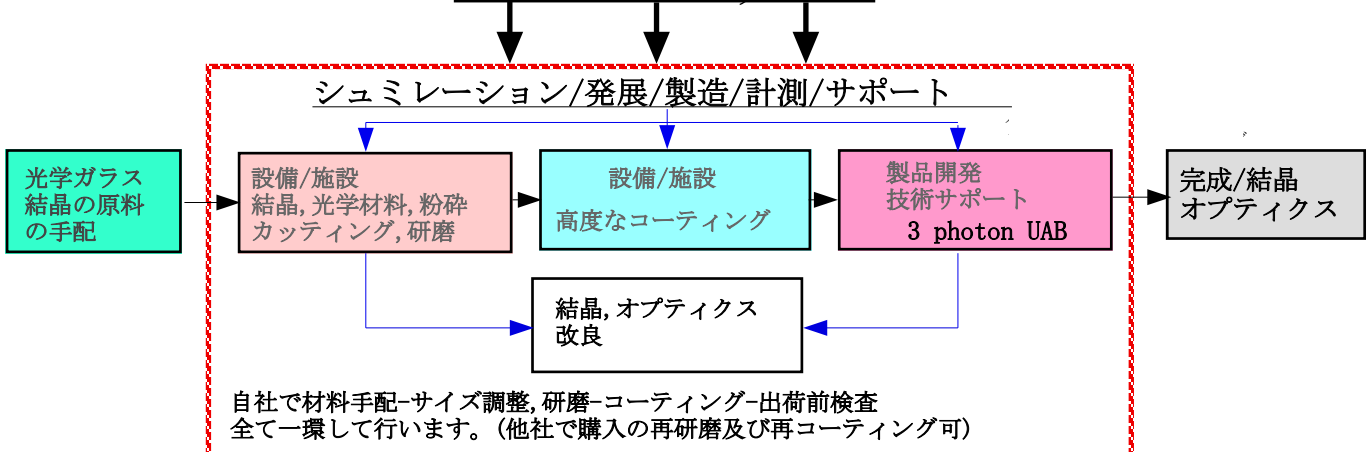 シュミレーション/発展/製造/計測/サポート
光学ガラス
結晶の原料
の手配
設備/施設
結晶,光学材料,粉砕
カッティング,研磨
設備/施設
高度なコーティング
製品開発
技術サポート
3 photon UAB
完成/結晶
オプティクス
結晶,オプティクス
改良
自社で材料手配-サイズ調整,研磨-コーティング-出荷前検査
全て一環して行います。(他社で購入の再研磨及び再コーティング可)